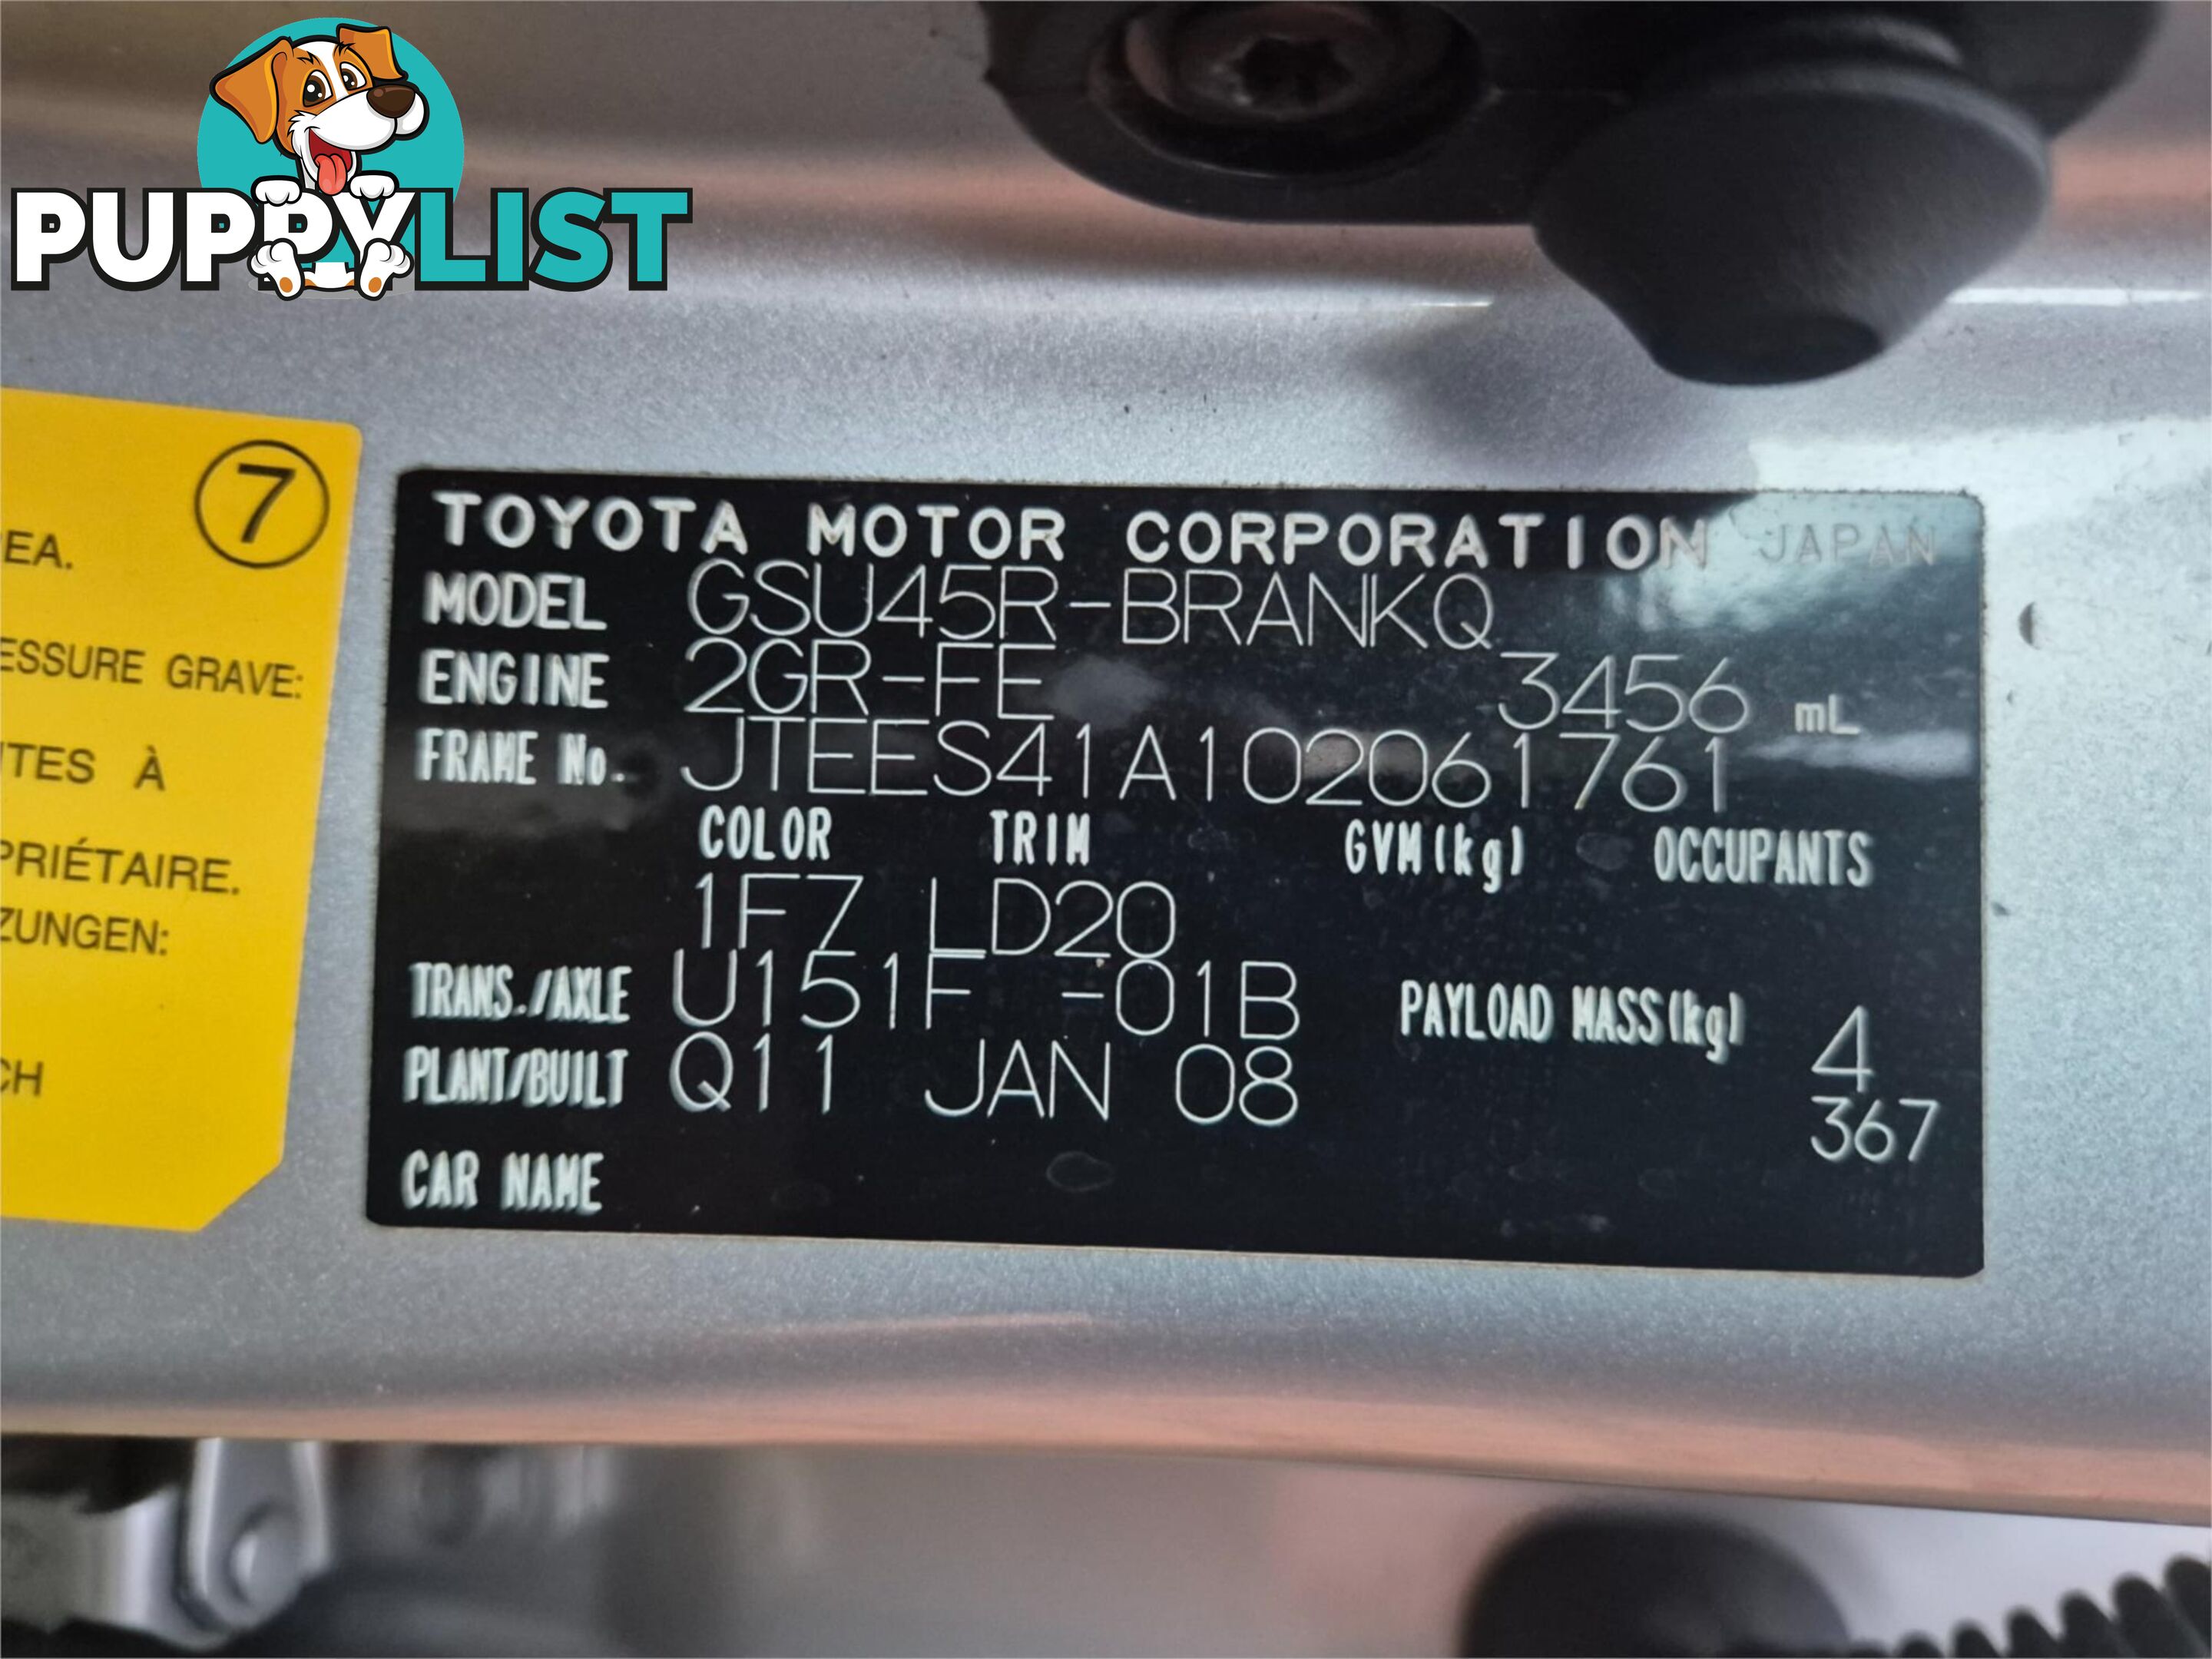 PUPPYLIST
7
EA.
ESSURE GRAVE:
TES À
PRIÉTAIRE.
ZUNGEN:
CH
TOYOTA MOTOR CORPORATION JAPAN
MODEL GSU45R-BRANKQ
ENGINE 2GR-FE 3456 mL
FRAME No. JTEES41A102061761
COLOR TRIM GVM(kg) OCCUPANTS
1F7 LD20
TRANS./AXLE U151F -01B PAYLOAD MASS(kg) 4
PLANT/BUILT Q11 JAN 08 367
CAR NAME